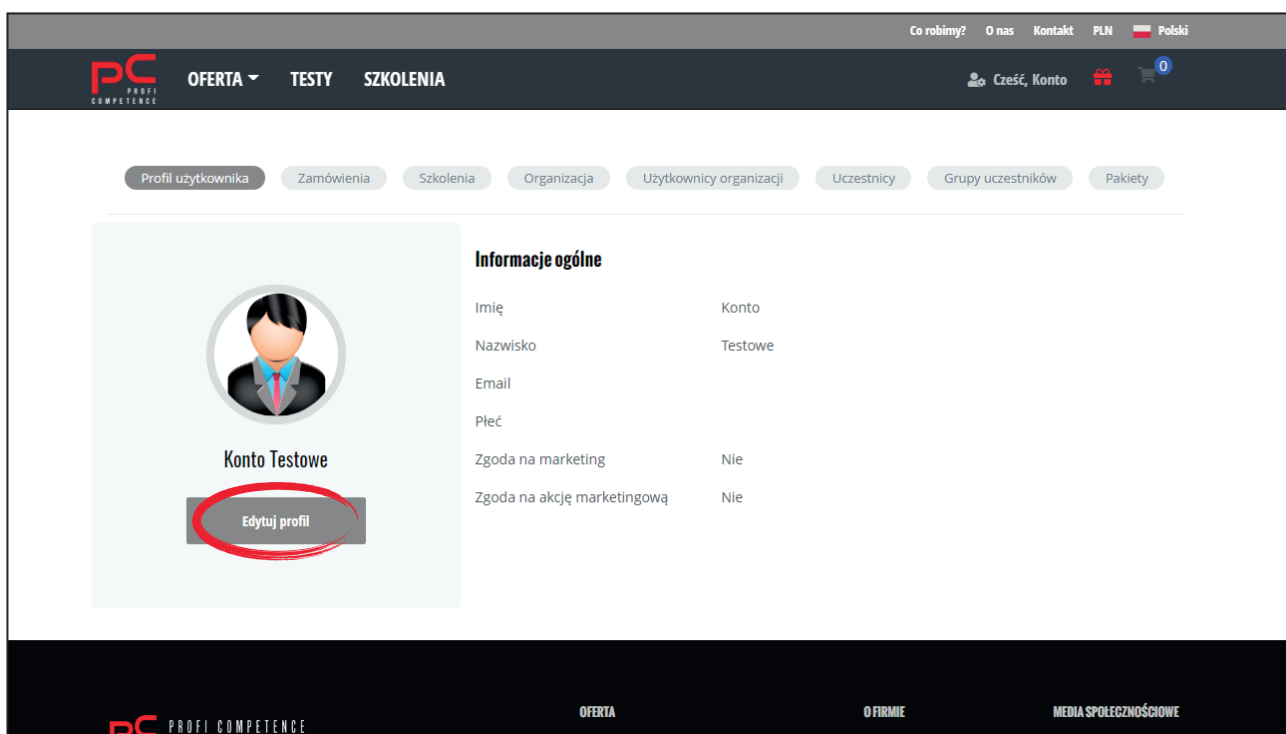 Co robimy? O nas Kontakt PLN Polski
PC PROFI COMPETENCE
OFERTA TESTY SZKOLENIA Cześć, Konto 0
Profil użytkownika Zamówienia Szkolenia Organizacja Użytkownicy organizacji Uczestnicy Grupy uczestników Pakiety
Informacje ogólne
Imię Konto
Nazwisko Testowe
Email
Płeć
Konto Testowe
Zgoda na marketing Nie
Zgoda na akcję marketingową Nie
Edytuj profil
OFERTA O FIRMIE MEDIA SPOŁECZNOŚCIOWE
PC PROFI COMPETENCE